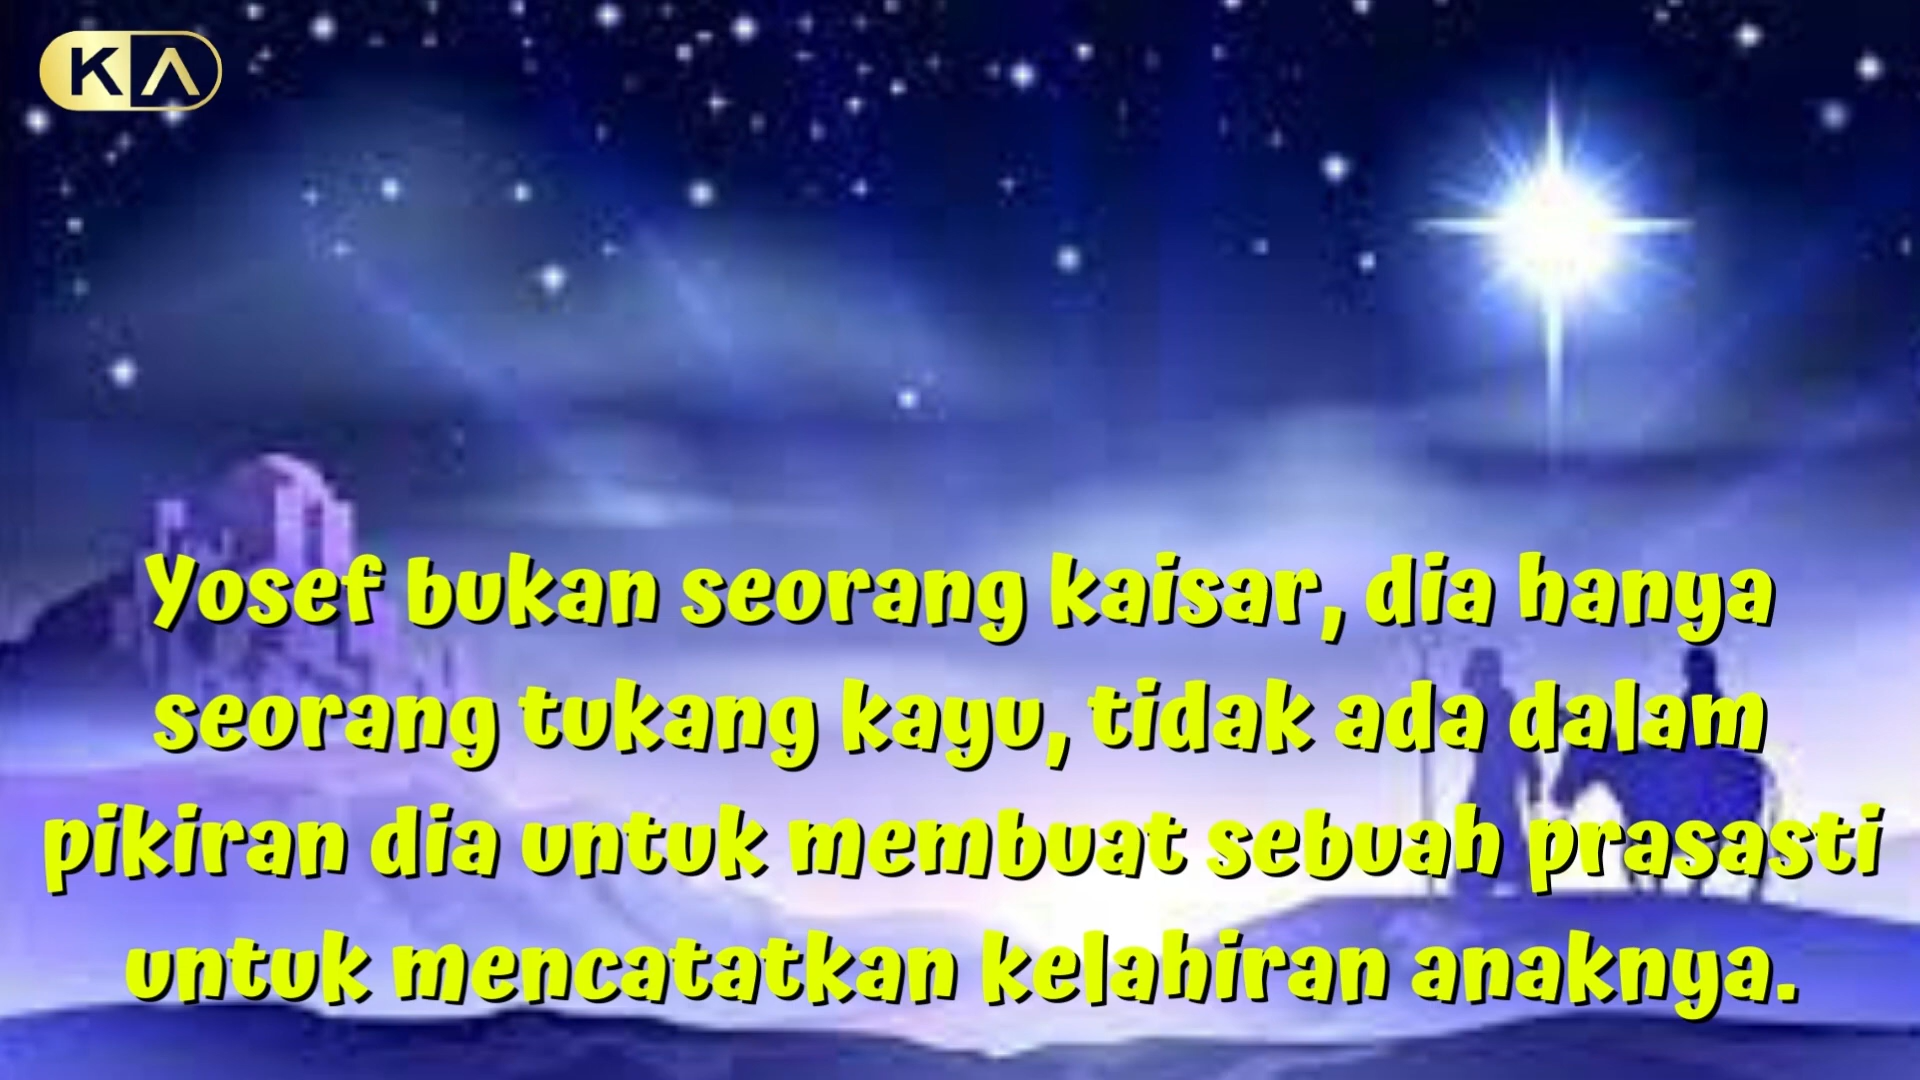 KA
Yosef bukan seorang kaisar, dia hanya
seorang tukang kayu, tidak ada dalam
pikiran dia untuk membuat sebuah prasasti
untuk mencatatkan kelahiran anaknya.